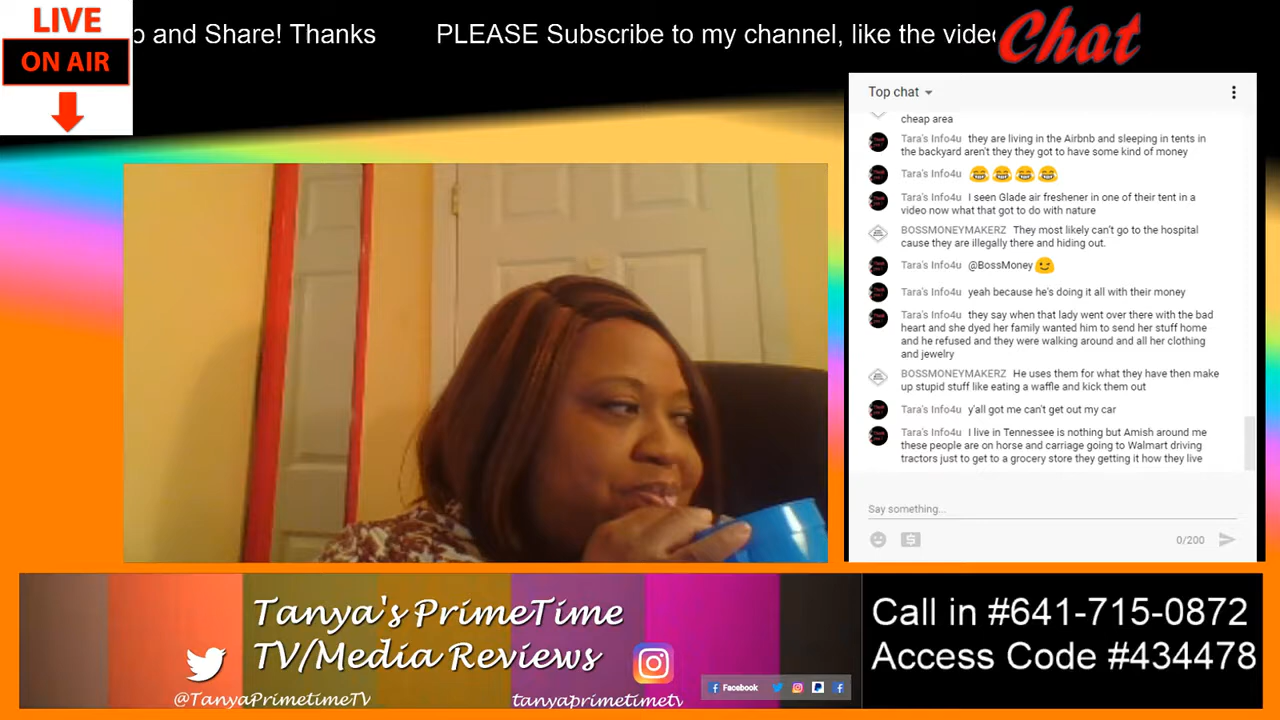 LIVE
ON AIR
o and Share! Thanks PLEASE Subscribe to my channel, like the video
Chat
Top chat
cheap area
Tara's Info4u they are living in the Airbnb and sleeping in tents in
the backyard aren't they they got to have some kind of money
Tara's Info4u 😂 😂 😂 😂
Tara's Info4u I seen Glade air freshener in one of their tent in a
video now what that got to do with nature
BOSSMONEYMAKERZ They most likely can't go to the hospital
cause they are illegally there and hiding out.
Tara's Info4u @BossMoney 😉
Tara's Info4u yeah because he's doing it all with their money
Tara's Info4u they say when that lady went over there with the bad
heart and she dyed her family wanted him to send her stuff home
and he refused and they were walking around and all her clothing
and jewelry
BOSSMONEYMAKERZ He uses them for what they have then make
up stupid stuff like eating a waffle and kick them out
Tara's Info4u y'all got me can't get out my car
Tara's Info4u I live in Tennessee is nothing but Amish around me
these people are on horse and carriage going to Walmart driving
tractors just to get to a grocery store they getting it how they live
Say something...
0/200
Tanya's PrimeTime
TV/Media Reviews
@TanyaPrimetimeTV
tanyaprimetimetv
Facebook
Call in #641-715-0872
Access Code #434478